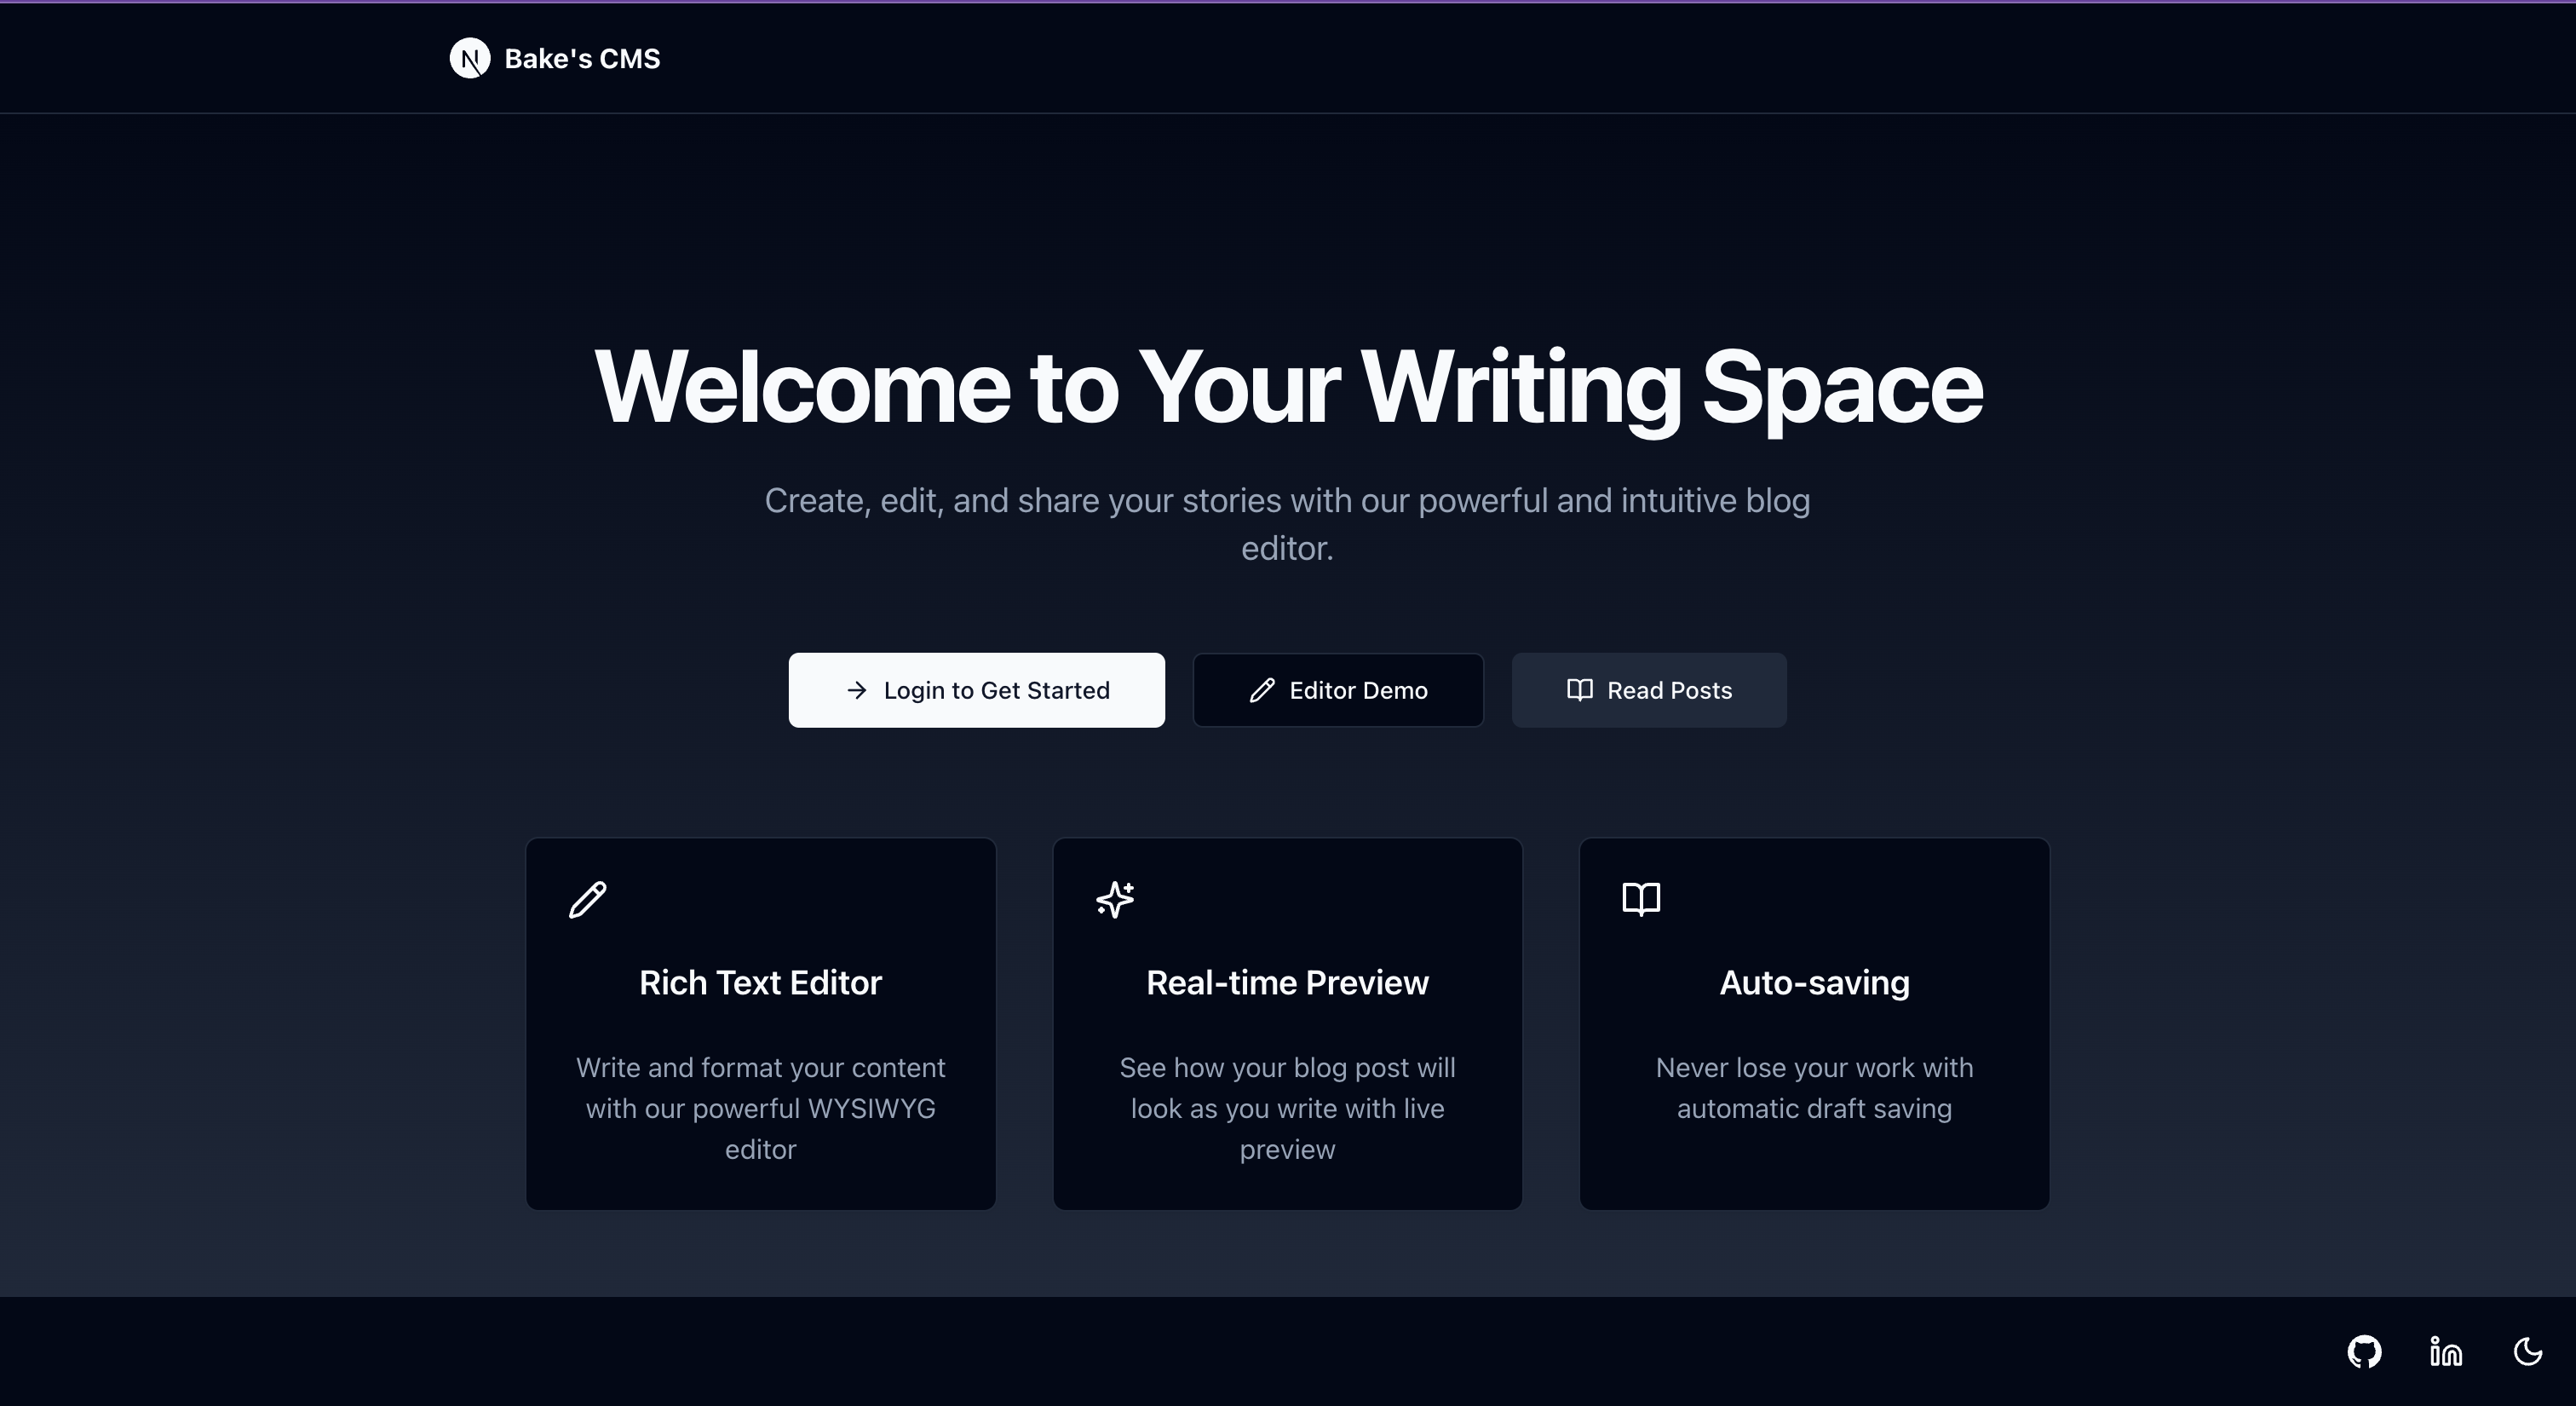 Bake's CMS
Welcome to Your Writing Space
Create, edit, and share your stories with our powerful and intuitive blog
editor.
Login to Get Started
Editor Demo
Read Posts
Rich Text Editor
Write and format your content
with our powerful WYSIWYG
editor
Real-time Preview
See how your blog post will
look as you write with live
preview
Auto-saving
Never lose your work with
automatic draft saving